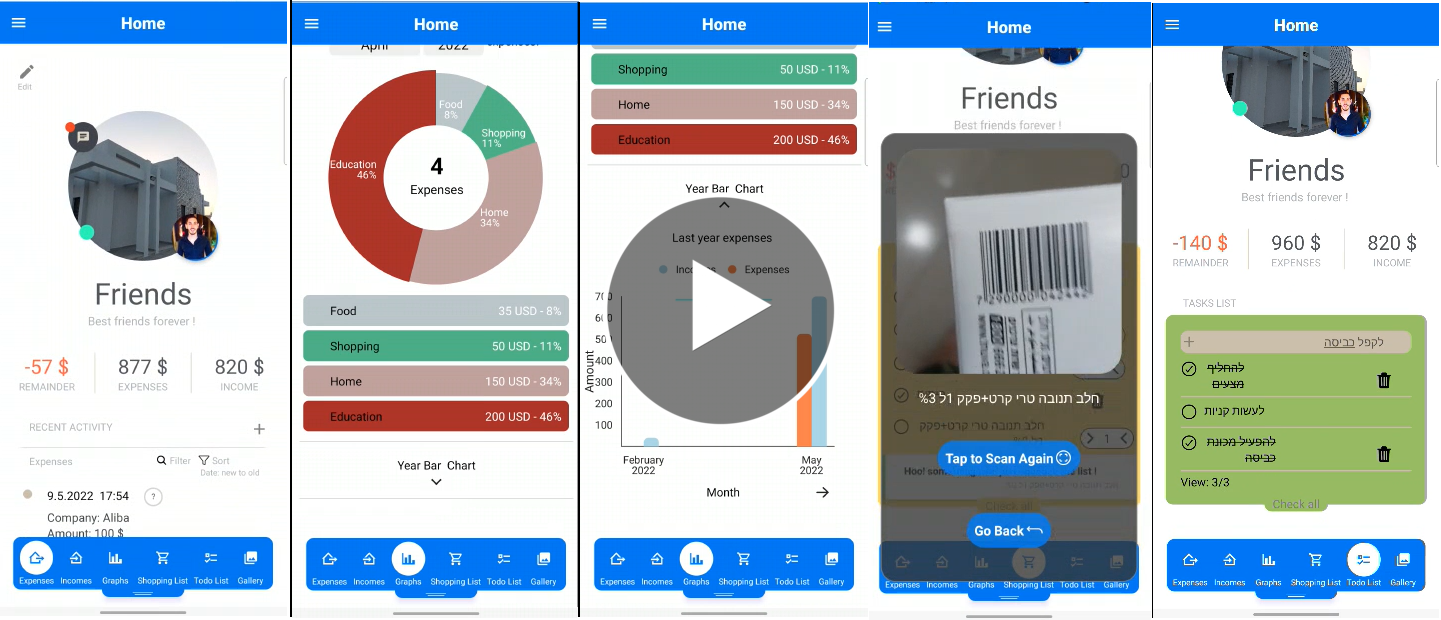 Home
Edit
Friends
Best friends forever !
-57 $
REMAINDER
877 $
EXPENSES
820 $
INCOME
RECENT ACTIVITY
Expenses
Filter
Sort
Date: new to old
9.5.2022 17:54
?
Company: Aliba
Amount: 100 $
Expenses
Incomes
Graphs
Shopping List
Todo List
Gallery
Home
April
2022
expenses:
Food
8%
Shopping
11%
Education
46%
Home
34%
4
Expenses
Food
35 USD - 8%
Shopping
50 USD - 11%
Home
150 USD - 34%
Education
200 USD - 46%
Year Bar Chart
Expenses
Incomes
Graphs
Shopping List
Todo List
Gallery
Home
Shopping
50 USD - 11%
Home
150 USD - 34%
Education
200 USD - 46%
Year Bar Chart
Last year expenses
Incomes
Expenses
Amount
700
600
500
400
300
200
100
February
2022
May
2022
Month
Expenses
Incomes
Graphs
Shopping List
Todo List
Gallery
Home
Friends
Best friends forever !
חלב תנובה טרי קרט+פקק 1ל 3%
חלב תנובה טרי קרט+פקק
1
Tap to Scan Again
Check all
Go Back
Expenses
Incomes
Graphs
Shopping List
Todo List
Gallery
Home
Friends
Best friends forever !
-140 $
REMAINDER
960 $
EXPENSES
820 $
INCOME
TASKS LIST
לקפל כביסה
להחליף
מצעים
לעשות קניות
להפעיל מכונת
כביסה
View: 3/3
Check all
Expenses
Incomes
Graphs
Shopping List
Todo List
Gallery